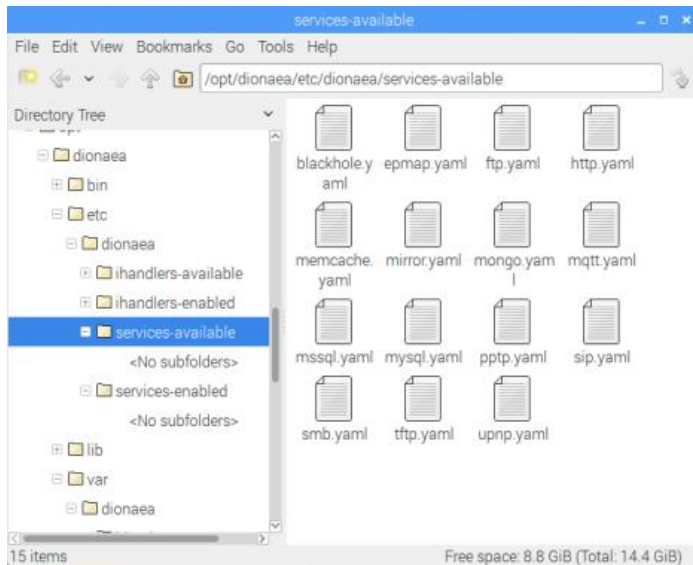 services-available
File Edit View Bookmarks Go Tools Help
/opt/dionaea/etc/dionaea/services-available
Directory Tree
opt
dionaea
bin
etc
dionaea
ihandlers-available
ihandlers-enabled
services-available
<No subfolders>
services-enabled
<No subfolders>
lib
var
dionaea
blackhole.y
aml
epmap.yaml
ftp.yaml
http.yaml
memcache.
yaml
mirror.yaml
mongo.yam
l
mqtt.yaml
mssql.yaml
mysql.yaml
pptp.yaml
sip.yaml
smb.yaml
tftp.yaml
upnp.yaml
15 items
Free space: 8.8 GiB (Total: 14.4 GiB)